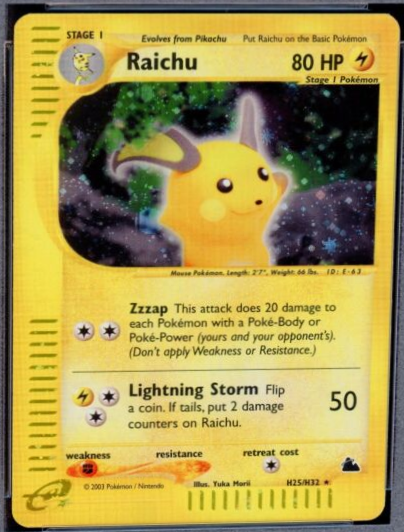 STAGE 1 Evolves from Pikachu Put Raichu on the Basic Pokémon
Raichu 80 HP
Stage 1 Pokémon
Mouse Pokémon. Length: 2'7", Weight: 66 lbs. ID: E-63
Zzzap This attack does 20 damage to
each Pokémon with a Poké-Body or
Poké-Power (yours and your opponent's).
(Don't apply Weakness or Resistance.)
Lightning Storm Flip
a coin. If tails, put 2 damage
counters on Raichu.
50
weakness resistance retreat cost
© 2003 Pokémon / Nintendo Illus. Yuka Morii H25/H32 ★